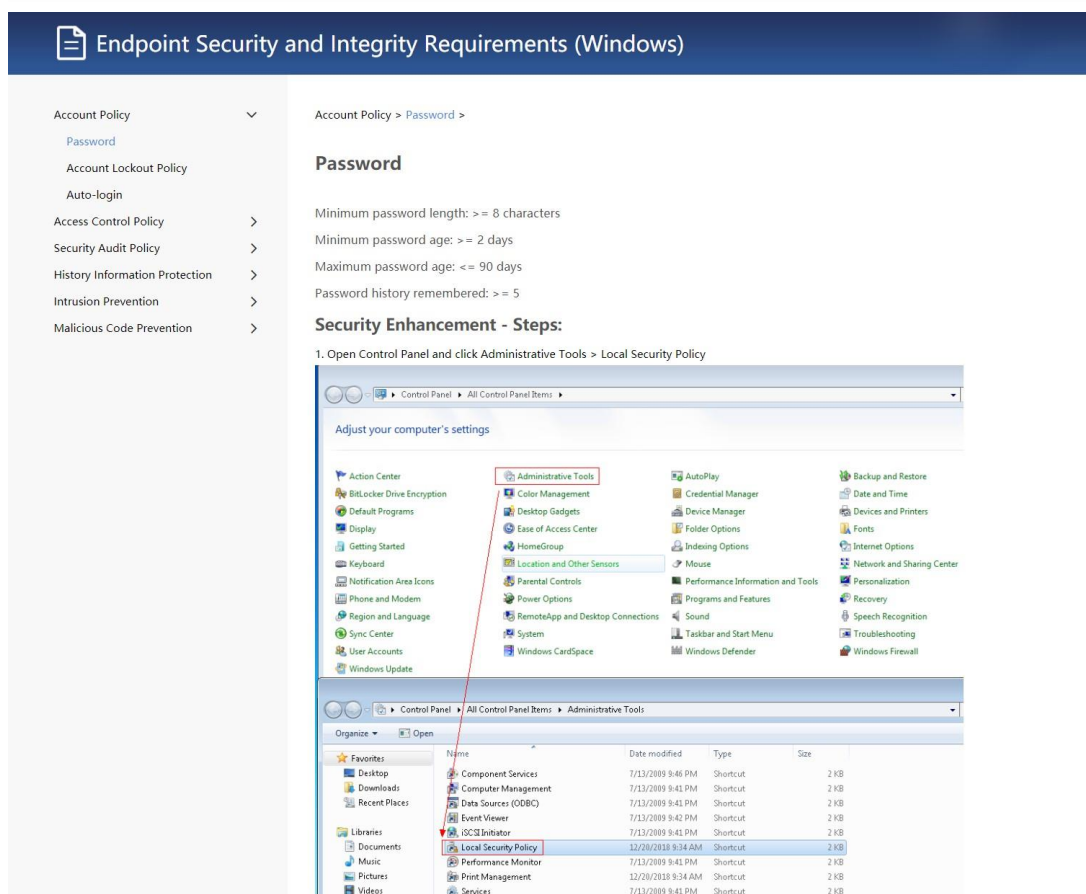 Endpoint Security and Integrity Requirements (Windows)
Account Policy
Password
Account Lockout Policy
Auto-login
Access Control Policy
Security Audit Policy
History Information Protection
Intrusion Prevention
Malicious Code Prevention
Account Policy > Password >
Password
Minimum password length: >= 8 characters
Minimum password age: >= 2 days
Maximum password age: <= 90 days
Password history remembered: >= 5
Security Enhancement - Steps:
1. Open Control Panel and click Administrative Tools > Local Security Policy
Control Panel All Control Panel Items
Adjust your computer's settings
Action Center Administrative Tools AutoPlay Backup and Restore
BitLocker Drive Encryption Color Management Credential Manager Date and Time
Default Programs Desktop Gadgets Device Manager Devices and Printers
Display Ease of Access Center Folder Options Fonts
Getting Started HomeGroup Indexing Options Internet Options
Keyboard Location and Other Sensors Mouse Network and Sharing Center
Notification Area Icons Parental Controls Performance Information and Tools Personalization
Phone and Modem Power Options Programs and Features Recovery
Region and Language RemoteApp and Desktop Connections Sound Speech Recognition
Sync Center System Taskbar and Start Menu Troubleshooting
User Accounts Windows CardSpace Windows Defender Windows Firewall
Windows Update
Control Panel All Control Panel Items Administrative Tools
Organize Open
Favorites
Desktop
Downloads
Recent Places
Libraries
Documents
Music
Pictures
Videos
Name Date modified Type Size
Component Services 7/13/2009 9:46 PM Shortcut 2 KB
Computer Management 7/13/2009 9:41 PM Shortcut 2 KB
Data Sources (ODBC) 7/13/2009 9:41 PM Shortcut 2 KB
Event Viewer 7/13/2009 9:42 PM Shortcut 2 KB
iSCSI Initiator 7/13/2009 9:41 PM Shortcut 2 KB
Local Security Policy 12/20/2018 9:34 AM Shortcut 2 KB
Performance Monitor 7/13/2009 9:41 PM Shortcut 2 KB
Print Management 12/20/2018 9:34 AM Shortcut 2 KB
Services 7/13/2009 9:41 PM Shortcut 2 KB